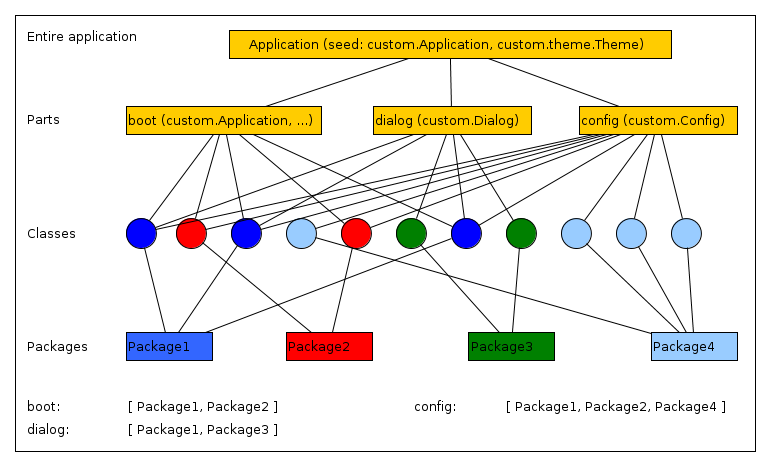 Entire application
Application (seed: custom.Application, custom.theme.Theme)
Parts
boot (custom.Application, ...)
dialog (custom.Dialog)
config (custom.Config)
Classes
Packages
Package1
Package2
Package3
Package4
boot: [ Package1, Package2 ]
config: [ Package1, Package2, Package4 ]
dialog: [ Package1, Package3 ]